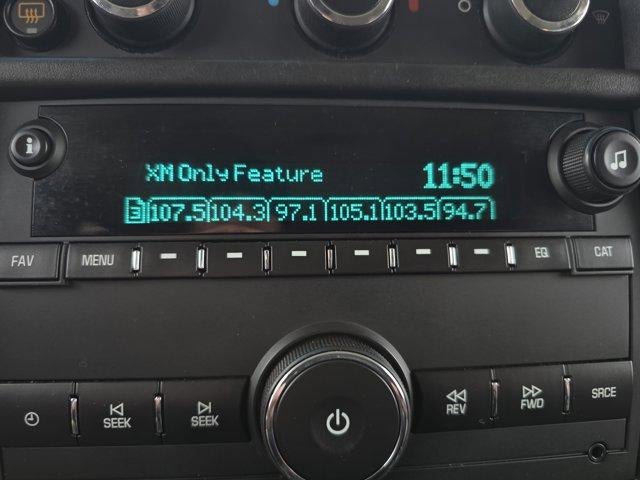 XM Only Feature 11:50
3 107.5 104.3 97.1 105.1 103.5 94.7
FAV MENU EQ CAT
SEEK SEEK REV FWD SRCE